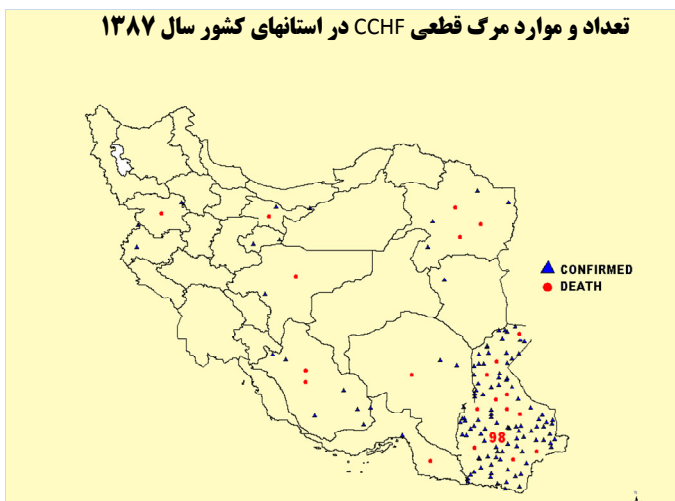 تعداد و موارد مرگ قطعی CCHF در استانهای کشور سال ۱۳۸۷
CONFIRMED
DEATH
98